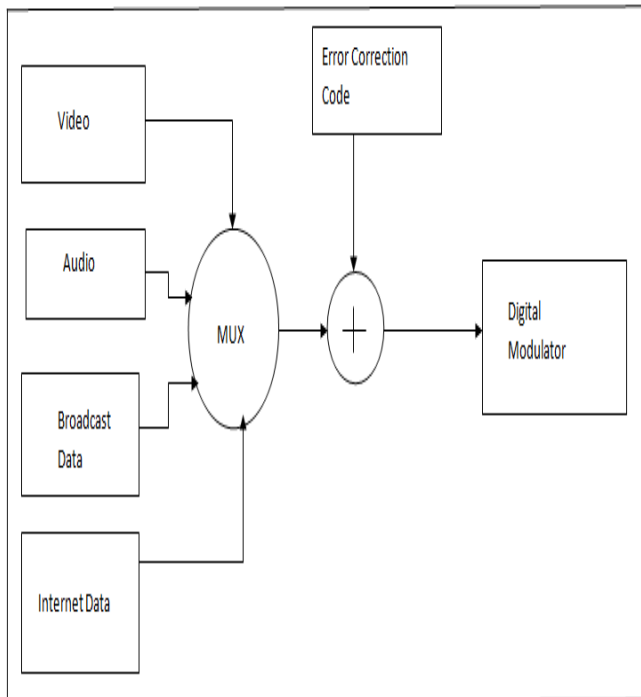 Error Correction
Code
Video
Audio
MUX
Digital
Modulator
Broadcast
Data
Internet Data